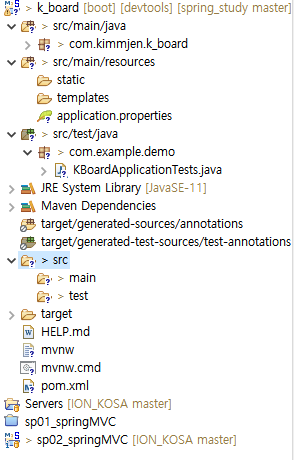 > k_board [boot] [devtools] [spring_study master]
> src/main/java
> com.kimmjen.k_board
> src/main/resources
static
templates
application.properties
> src/test/java
> com.example.demo
> KBoardApplicationTests.java
JRE System Library [JavaSE-11]
Maven Dependencies
target/generated-sources/annotations
target/generated-test-sources/test-annotations
> src
> main
> test
target
HELP.md
mvnw
mvnw.cmd
pom.xml
Servers [ION_KOSA master]
sp01_springMVC
> sp02_springMVC [ION_KOSA master]